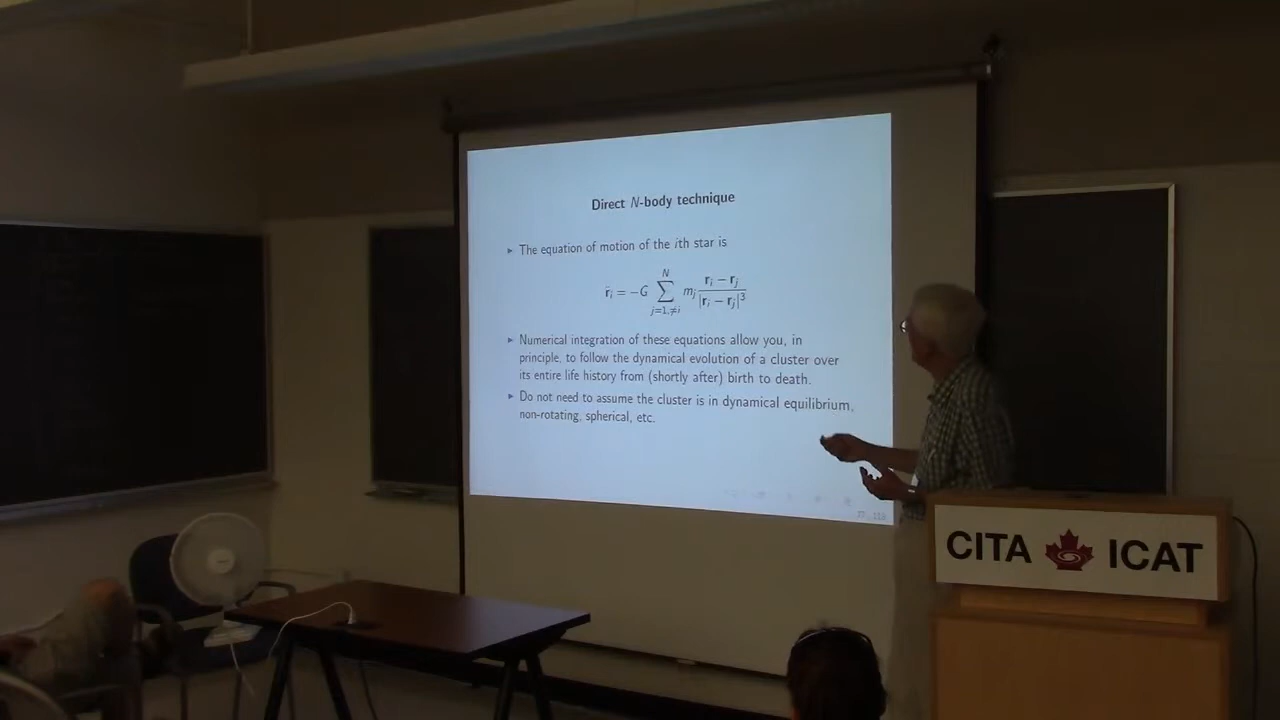 Direct N-body technique
▸ The equation of motion of the ith star is
r̈ᵢ = −G ∑_{j=1,≠i}^{N} mⱼ (rᵢ − rⱼ)/|rᵢ − rⱼ|³
▸ Numerical integration of these equations allow you, in
principle, to follow the dynamical evolution of a cluster over
its entire life history from (shortly after) birth to death.
▸ Do not need to assume the cluster is in dynamical equilibrium,
non-rotating, spherical, etc.
CITA ICAT